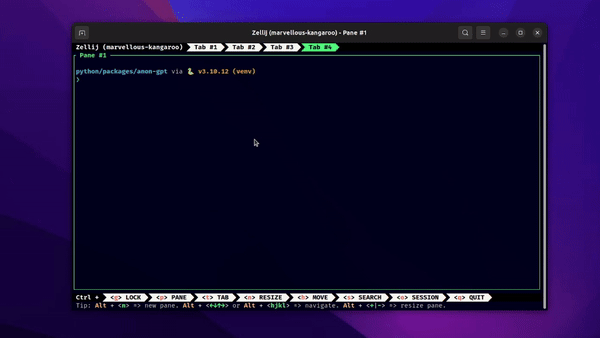 Zellij (marvellous-kangaroo) - Pane #1
Zellij (marvellous-kangaroo) Tab #1 Tab #2 Tab #3 Tab #4
Pane #1
python/packages/anon-gpt via 🐍 v3.10.12 (venv)
❯
Ctrl + <g> LOCK <p> PANE <t> TAB <n> RESIZE <h> MOVE <s> SEARCH <o> SESSION <q> QUIT
Tip: Alt + <n> => new pane. Alt + <←↓↑→> or Alt + <hjkl> => navigate. Alt + <+|-> => resize pane.